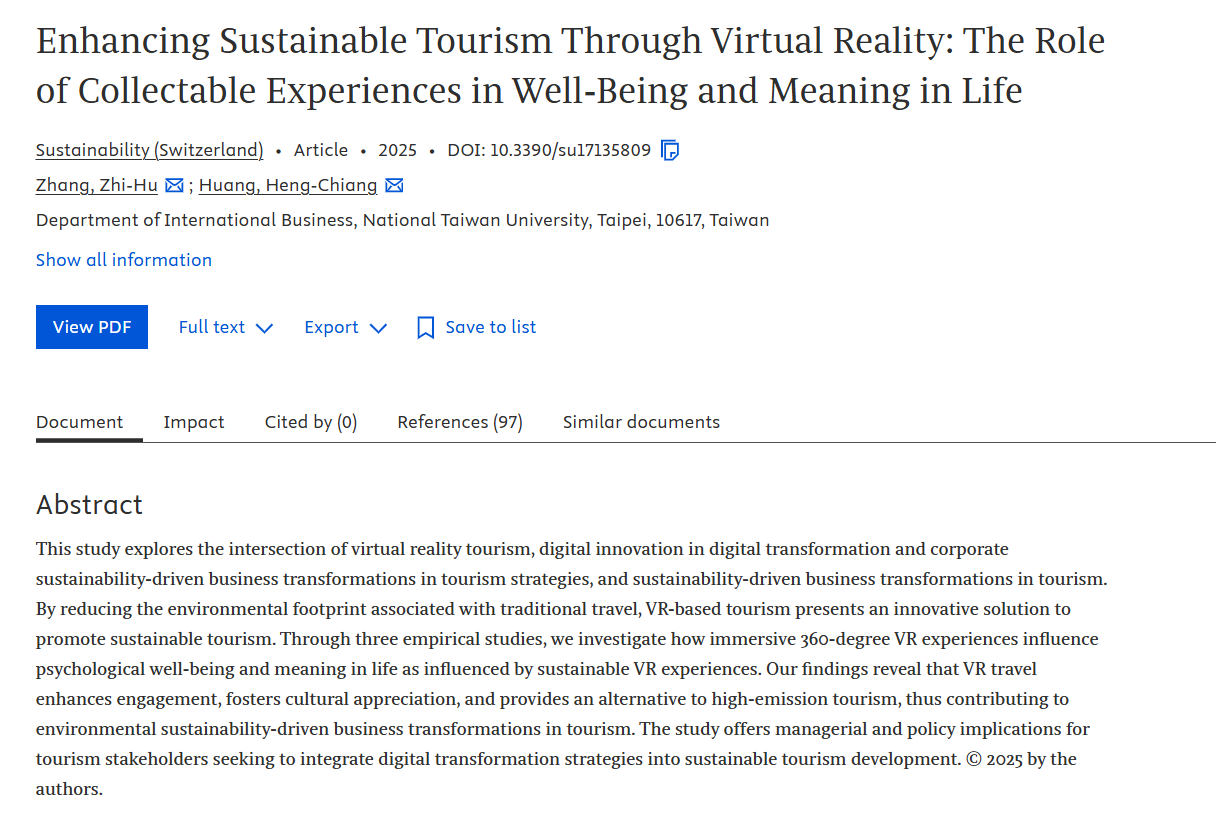 Enhancing Sustainable Tourism Through Virtual Reality: The Role
of Collectable Experiences in Well-Being and Meaning in Life
Sustainability (Switzerland) • Article • 2025 • DOI: 10.3390/su17135809
Zhang, Zhi-Hu ; Huang, Heng-Chiang
Department of International Business, National Taiwan University, Taipei, 10617, Taiwan
Show all information
View PDF Full text Export Save to list
Document Impact Cited by (0) References (97) Similar documents
Abstract
This study explores the intersection of virtual reality tourism, digital innovation in digital transformation and corporate
sustainability-driven business transformations in tourism strategies, and sustainability-driven business transformations in tourism.
By reducing the environmental footprint associated with traditional travel, VR-based tourism presents an innovative solution to
promote sustainable tourism. Through three empirical studies, we investigate how immersive 360-degree VR experiences influence
psychological well-being and meaning in life as influenced by sustainable VR experiences. Our findings reveal that VR travel
enhances engagement, fosters cultural appreciation, and provides an alternative to high-emission tourism, thus contributing to
environmental sustainability-driven business transformations in tourism. The study offers managerial and policy implications for
tourism stakeholders seeking to integrate digital transformation strategies into sustainable tourism development. © 2025 by the
authors.